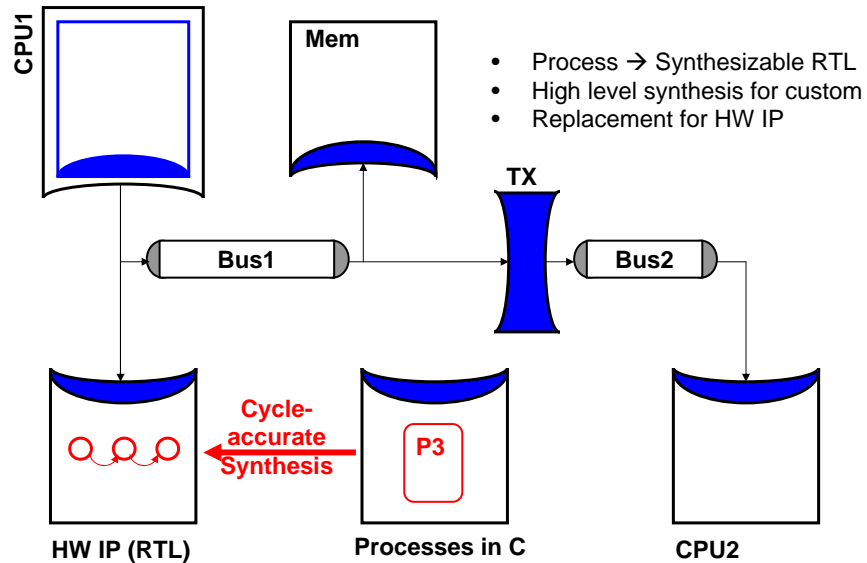 CPU1
Mem
• Process → Synthesizable RTL
• High level synthesis for custom
• Replacement for HW IP
TX
Bus1
Bus2
Cycle-
accurate
Synthesis
P3
HW IP (RTL)
Processes in C
CPU2